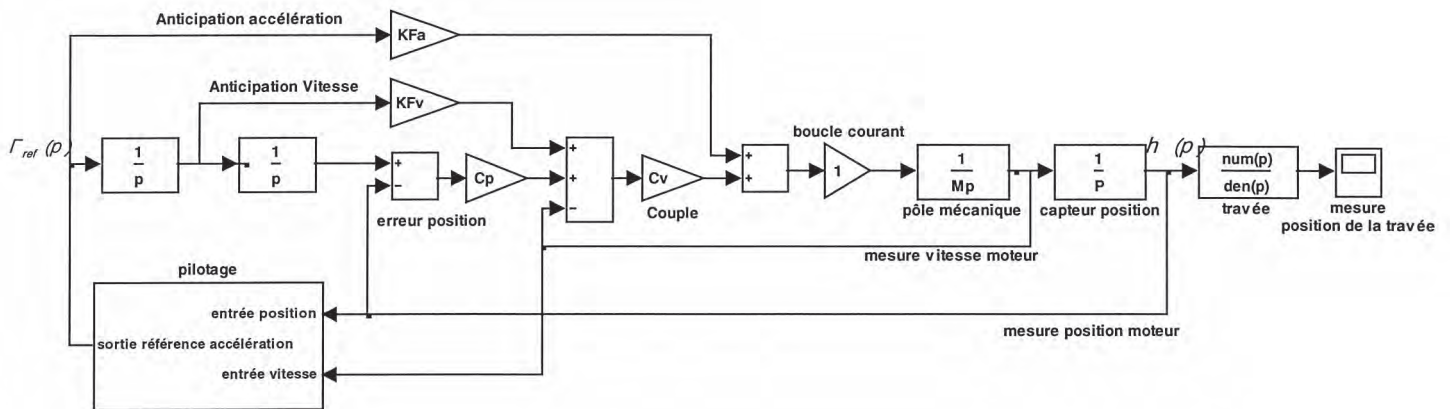 Anticipation accélération
KFa
Anticipation Vitesse
KFv
Γref (p)
1
p
1
p
+
−
erreur position
Cp
+
+
−
Cv
Couple
+
+
boucle courant
1
1
Mp
pôle mécanique
1
P
capteur position
h (p)
num(p)
den(p)
travée
mesure
position de la travée
mesure vitesse moteur
mesure position moteur
pilotage
entrée position
sortie référence accélération
entrée vitesse